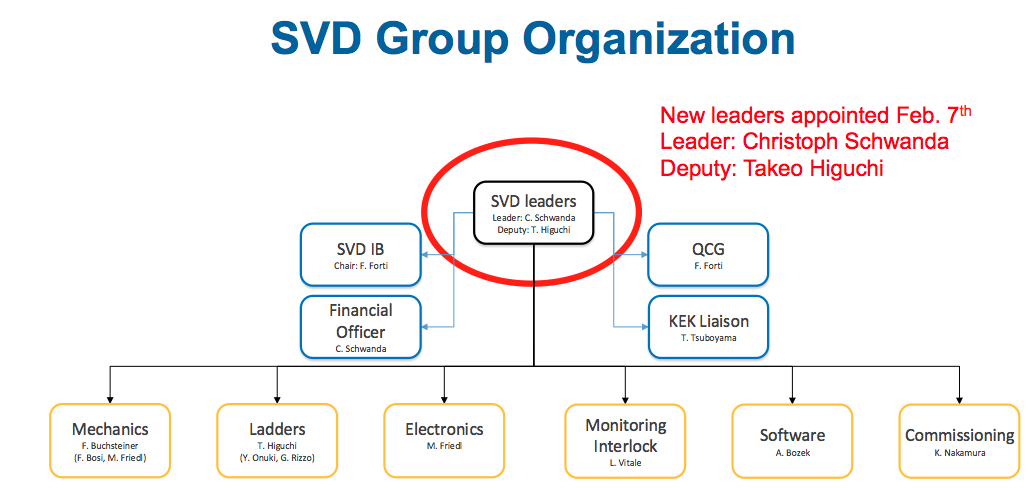 SVD Group Organization
New leaders appointed Feb. 7th
Leader: Christoph Schwanda
Deputy: Takeo Higuchi
SVD leaders
Leader: C. Schwanda
Deputy: T. Higuchi
SVD IB
Chair: F. Forti
QCG
F. Forti
Financial
Officer
C. Schwanda
KEK Liaison
T. Tsuboyama
Mechanics
F. Buchsteiner
(F. Bosi, M. Friedl)
Ladders
T. Higuchi
(Y. Onuki, G. Rizzo)
Electronics
M. Friedl
Monitoring
Interlock
L. Vitale
Software
A. Bozek
Commissioning
K. Nakamura